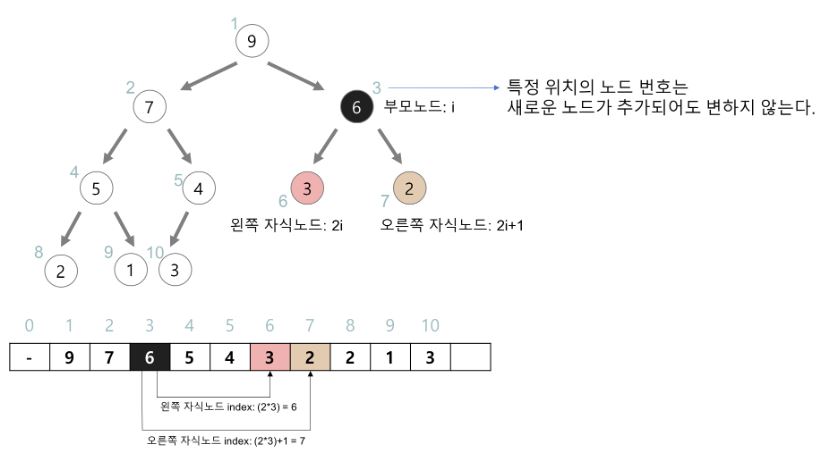 1
9
2
7
3
6
부모노드: i
특정 위치의 노드 번호는
새로운 노드가 추가되어도 변하지 않는다.
4
5
5
4
6
3
7
2
왼쪽 자식노드: 2i
오른쪽 자식노드: 2i+1
8
2
9
1
10
3
0 1 2 3 4 5 6 7 8 9 10
- 9 7 6 5 4 3 2 2 1 3
왼쪽 자식노드 index: (2*3) = 6
오른쪽 자식노드 index: (2*3)+1 = 7